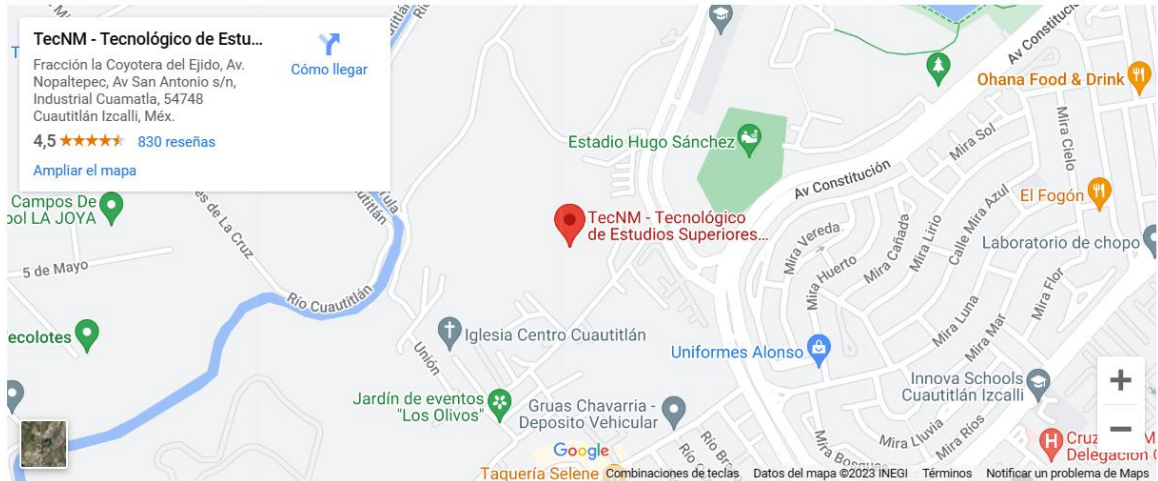 TecNM - Tecnológico de Estu...
Fracción la Coyotera del Ejido, Av.
Nopaltepec, Av San Antonio s/n,
Industrial Cuamatla, 54748
Cuautitlán Izcalli, Méx.
4,5
830 reseñas
Ampliar el mapa
Cómo llegar
Av Constitu
Ohana Food & Drink
Estadio Hugo Sánchez
Mira Sol
Mira Cielo
Av Constitución
El Fogón
Campos De
ool LA JOYA
es de La Cruz
TecNM - Tecnológico
de Estudios Superiores...
Mira Vereda
Mira Huerto
Mira Cañada
Mira Lirio
Calle Mira Azul
Laboratorio de chopo
5 de Mayo
Río Cuautitlán
Mira Luna
Mira Mar
Mira Flor
ecolotes
Iglesia Centro Cuautitlán
Unión
Uniformes Alonso
Innova Schools
Cuautitlán Izcalli
Jardín de eventos
"Los Olivos"
Gruas Chavarria -
Deposito Vehicular
Mira Lluvia
Mira Ríos
Google
Taquería Selene
Combinaciones de teclas
Datos del mapa ©2023 INEGI
Términos
Notificar un problema de Maps